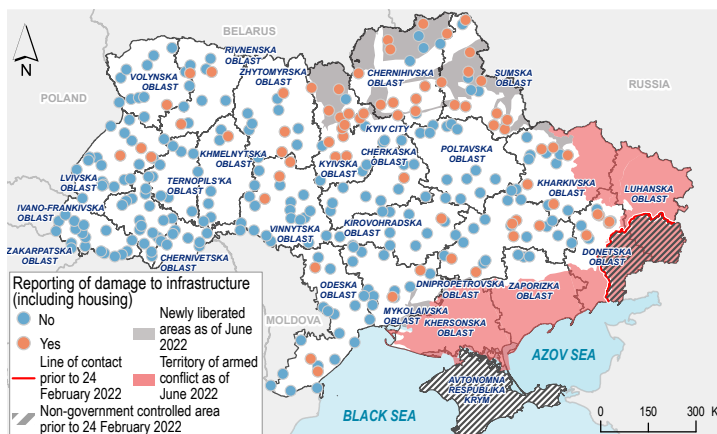 BELARUS
N
RIVNENSKA
OBLAST
VOLYNSKA
OBLAST
ZHYTOMYRSKA
OBLAST
CHERNIHIVSKA
OBLAST
SUMSKA
OBLAST
RUSSIA
POLAND
KYIV CITY
KHMELNYTSKA
OBLAST
KYIVSKA
OBLAST
CHERKASKA
OBLAST
POLTAVSKA
OBLAST
LVIVSKA
OBLAST
TERNOPILS'KA
OBLAST
KHARKIVSKA
OBLAST
LUHANSKA
OBLAST
IVANO-FRANKIVSKA
OBLAST
VINNYTSKA
OBLAST
KIROVOHRADSKA
OBLAST
ZAKARPATSKA
OBLAST
CHERNIVETSKA
OBLAST
DONETSKA
OBLAST
Reporting of damage to infrastructure
(including housing)
No
Yes
Line of contact
prior to 24
February 2022
Newly liberated
areas as of June
2022
Territory of armed
conflict as of
June 2022
Non-government controlled area
prior to 24 February 2022
ODESKA
OBLAST
DNIPROPETROVSKA
OBLAST
ZAPORIZKA
OBLAST
MYKOLAIVSKA
OBLAST
KHERSONSKA
OBLAST
MOLDOVA
AZOV SEA
AVTONOMNA
RESPUBLIKA
KRYM
BLACK SEA
0 150 300 K